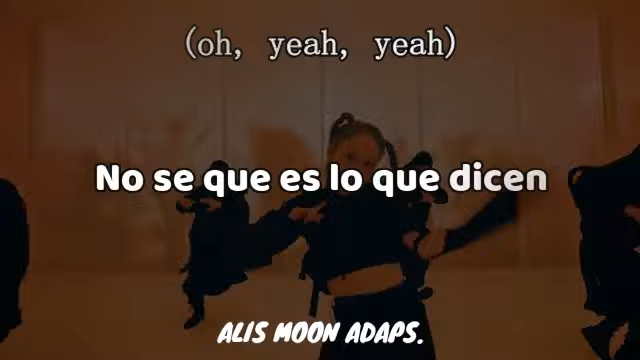 (oh, yeah, yeah)
No se que es lo que dicen
ALIS MOON ADAPS.